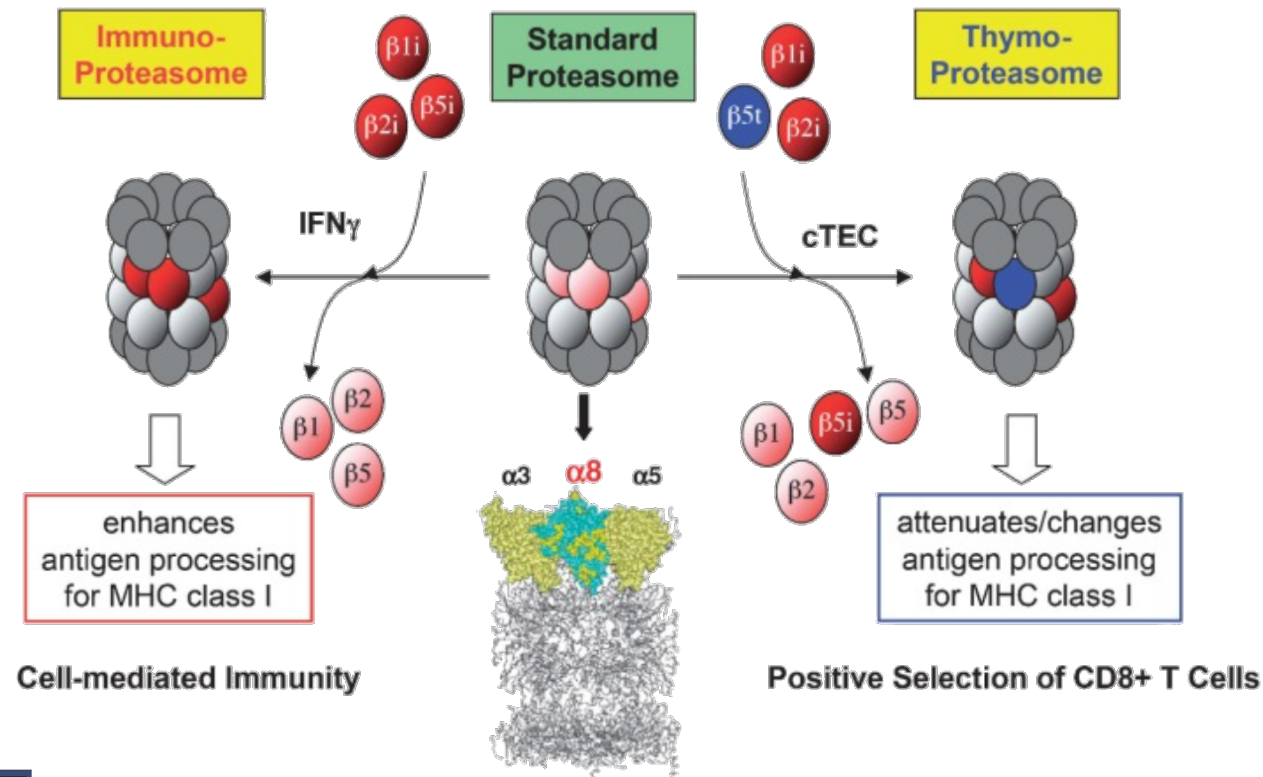 Immuno-
Proteasome
β1i
β2i
β5i
Standard
Proteasome
β1i
β5t
β2i
Thymo-
Proteasome
IFNγ
cTEC
β1
β2
β5
β1
β5i
β5
β2
α3
α8
α5
enhances
antigen processing
for MHC class I
attenuates/changes
antigen processing
for MHC class I
Cell-mediated Immunity
Positive Selection of CD8+ T Cells